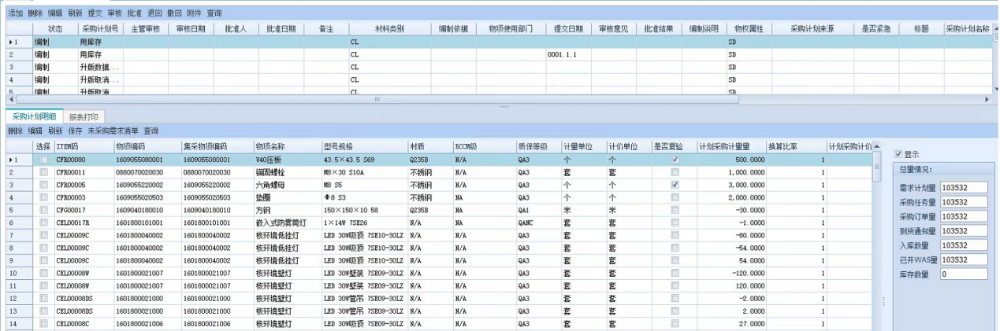 添加 删除 编辑 刷新 提交 审核 批准 退回 撤回 附件 查询
状态 采购计划号 主管审核 审核日期 批准人 批准日期 备注 材料类别 编制依据 物项使用部门 提交日期 审核意见 批准结果 编制说明 物权属性 采购计划来源 是否紧急 标题 采购计划名称
1 编制 用库存 CL SD
2 编制 用库存 CL 0001.1.1 SD
3 编制 升版数据... CL SD
4 编制 升版取消... CL SD
5 编制 升版取消 CL SD
采购计划明细 报表打印
删除 编辑 刷新 保存 未采购需求清单 查询
选择 ITEM码 物项编码 集采物项编码 物项名称 型号规格 材质 RCCM级 质保等级 计量单位 计价单位 是否复验 计划采购计量量 换算比率 计划采购计价
1 CFR00080 1609055080001 1609055080001 V40压板 43.5×43.5 S69 Q235B N/A QA3 个 个 500.0000 1
2 CFR00011 0880070020030 0880070020030 锚固螺栓 M8×30 S10A 不锈钢 N/A QA3 套 套 1,000.0000 1
3 CFR00005 1609055220002 1609055220002 六角螺母 M8 S5 不锈钢 N/A QA3 个 个 3,000.0000 1
4 CFR00003 1609055020503 1609055020503 垫圈 Φ8 S3 不锈钢 NA QA3 个 个 2,000.0000 1
5 CFG00017 1609040180010 1609040180010 方钢 150×150×10 58 Q235B NA QA1 米 米 -30.0000 1
6 CEL00017R 1601800101001 1601800101001 嵌入式防雾筒灯 1×14W 7SE26 N/A NA QANC 套 套 -1.0000 1
7 CEL00009C 1601800040002 1601800040002 核环境低挂灯 LED 30W吸顶 7SE10-30LZ N/A N/A QA3 套 套 -60.0000 1
8 CEL00009C 1601800040002 1601800040002 核环境低挂灯 LED 30W吸顶 7SE10-30LZ N/A N/A QA3 套 套 -54.0000 1
9 CEL00009C 1601800040002 1601800040002 核环境低挂灯 LED 30W吸顶 7SE10-30LZ N/A N/A QA3 套 套 54.0000 1
10 CEL00008W 1601800021007 1601800021007 核环境壁灯 LED 30W壁装 7SE09-30LZ N/A N/A QA3 套 套 -120.0000 1
11 CEL00008W 1601800021007 1601800021007 核环境壁灯 LED 30W壁装 7SE09-30LZ N/A N/A QA3 套 套 120.0000 1
12 CEL00008DS 1601800021000 1601800021000 核环境壁灯 LED 30W管吊 7SE09-30LZ N/A N/A QA3 套 套 -2.0000 1
13 CEL00008DS 1601800021000 1601800021000 核环境壁灯 LED 30W管吊 7SE09-30LZ N/A N/A QA3 套 套 2.0000 1
14 CEL00008C 1601800021006 1601800021006 核环境壁灯 LED 30W吸顶 7SE09-30LZ N/A N/A QA3 套 套 27.0000 1
显示
总量情况:
需求计划量 103532
采购任务量 103532
采购订单量 103532
到货通知量 103532
入库数量 103532
已开WAS量 103532
库存数量 0